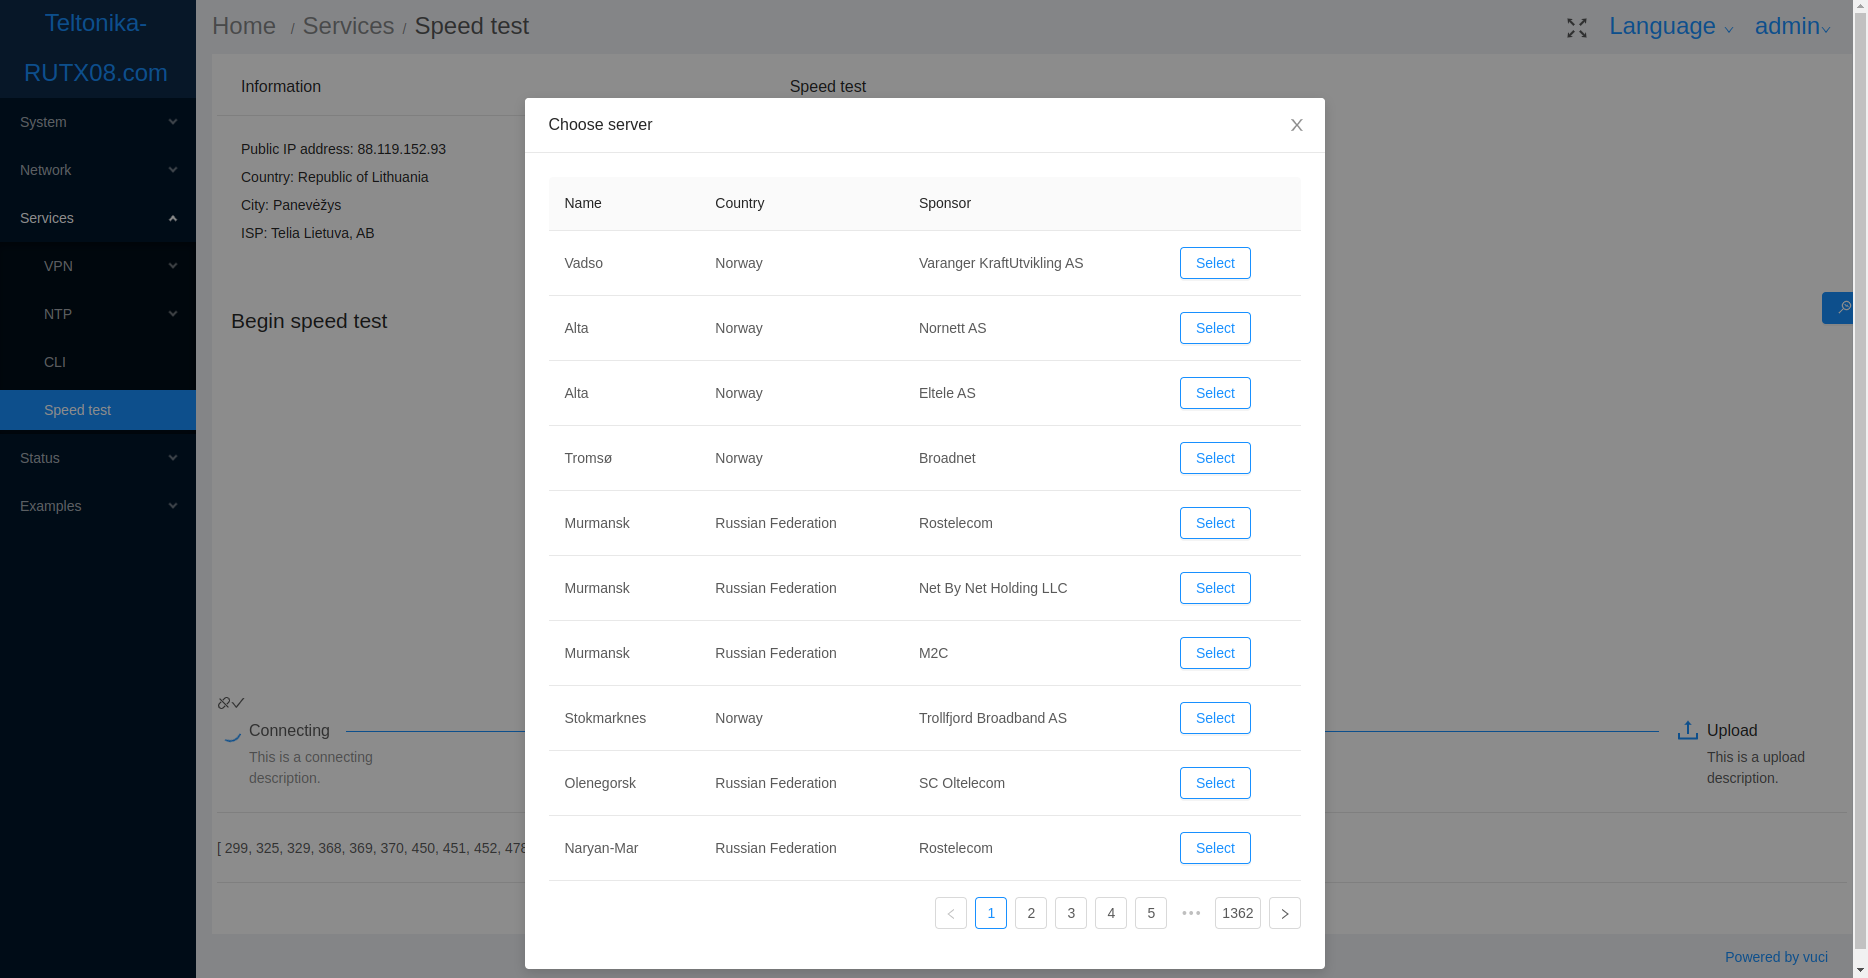 Teltonika-
RUTX08.com
System
Network
Services
VPN
NTP
CLI
Speed test
Status
Examples
Home / Services / Speed test
Language
admin
Information
Speed test
Public IP address: 88.119.152.93
Country: Republic of Lithuania
City: Panevėžys
ISP: Telia Lietuva, AB
Begin speed test
Choose server
Name Country Sponsor
Vadso Norway Varanger KraftUtvikling AS Select
Alta Norway Nornett AS Select
Alta Norway Eltele AS Select
Tromsø Norway Broadnet Select
Murmansk Russian Federation Rostelecom Select
Murmansk Russian Federation Net By Net Holding LLC Select
Murmansk Russian Federation M2C Select
Stokmarknes Norway Trollfjord Broadband AS Select
Olenegorsk Russian Federation SC Oltelecom Select
Naryan-Mar Russian Federation Rostelecom Select
< 1 2 3 4 5 ••• 1362 >
Connecting
This is a connecting
description.
Upload
This is a upload
description.
[ 299, 325, 329, 368, 369, 370, 450, 451, 452, 478
Powered by vuci